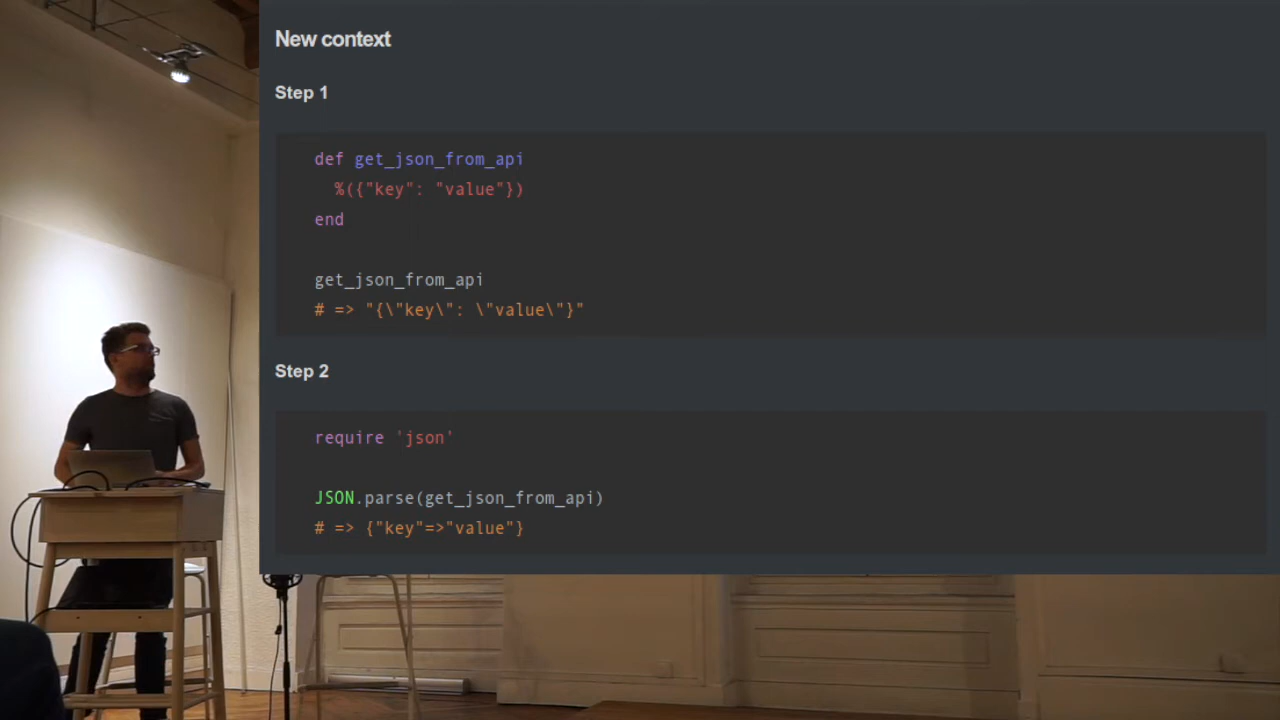 New context
Step 1
def get_json_from_api
%({"key": "value"})
end
get_json_from_api
# => "{\"key\": \"value\"}"
Step 2
require 'json'
JSON.parse(get_json_from_api)
# => {"key"=>"value"}